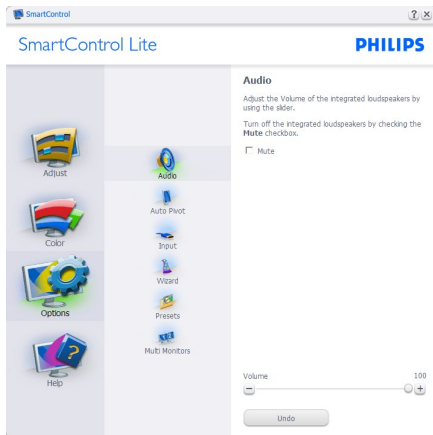 SmartControl
SmartControl Lite
PHILIPS
Adjust
Color
Options
Help
Audio
Auto Pivot
Input
Wizard
Presets
1 2
Multi Monitors
Audio
Adjust the Volume of the integrated loudspeakers by
using the slider.
Turn off the integrated loudspeakers by checking the
Mute checkbox.
Mute
Volume
100
Undo